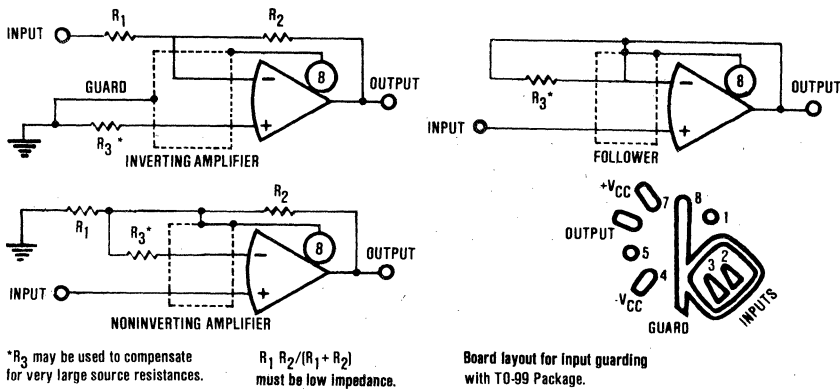 R1
R2
INPUT
8
GUARD
OUTPUT
−
+
R3*
INVERTING AMPLIFIER
R3*
8
OUTPUT
−
+
INPUT
FOLLOWER
R2
R1
R3*
8
OUTPUT
−
+
INPUT
NONINVERTING AMPLIFIER
+VCC
7
8
1
OUTPUT
5
2
3
4
-VCC
INPUTS
GUARD
*R3 may be used to compensate
for very large source resistances.
R1 R2/(R1 + R2)
must be low impedance.
Board layout for input guarding
with TO-99 Package.